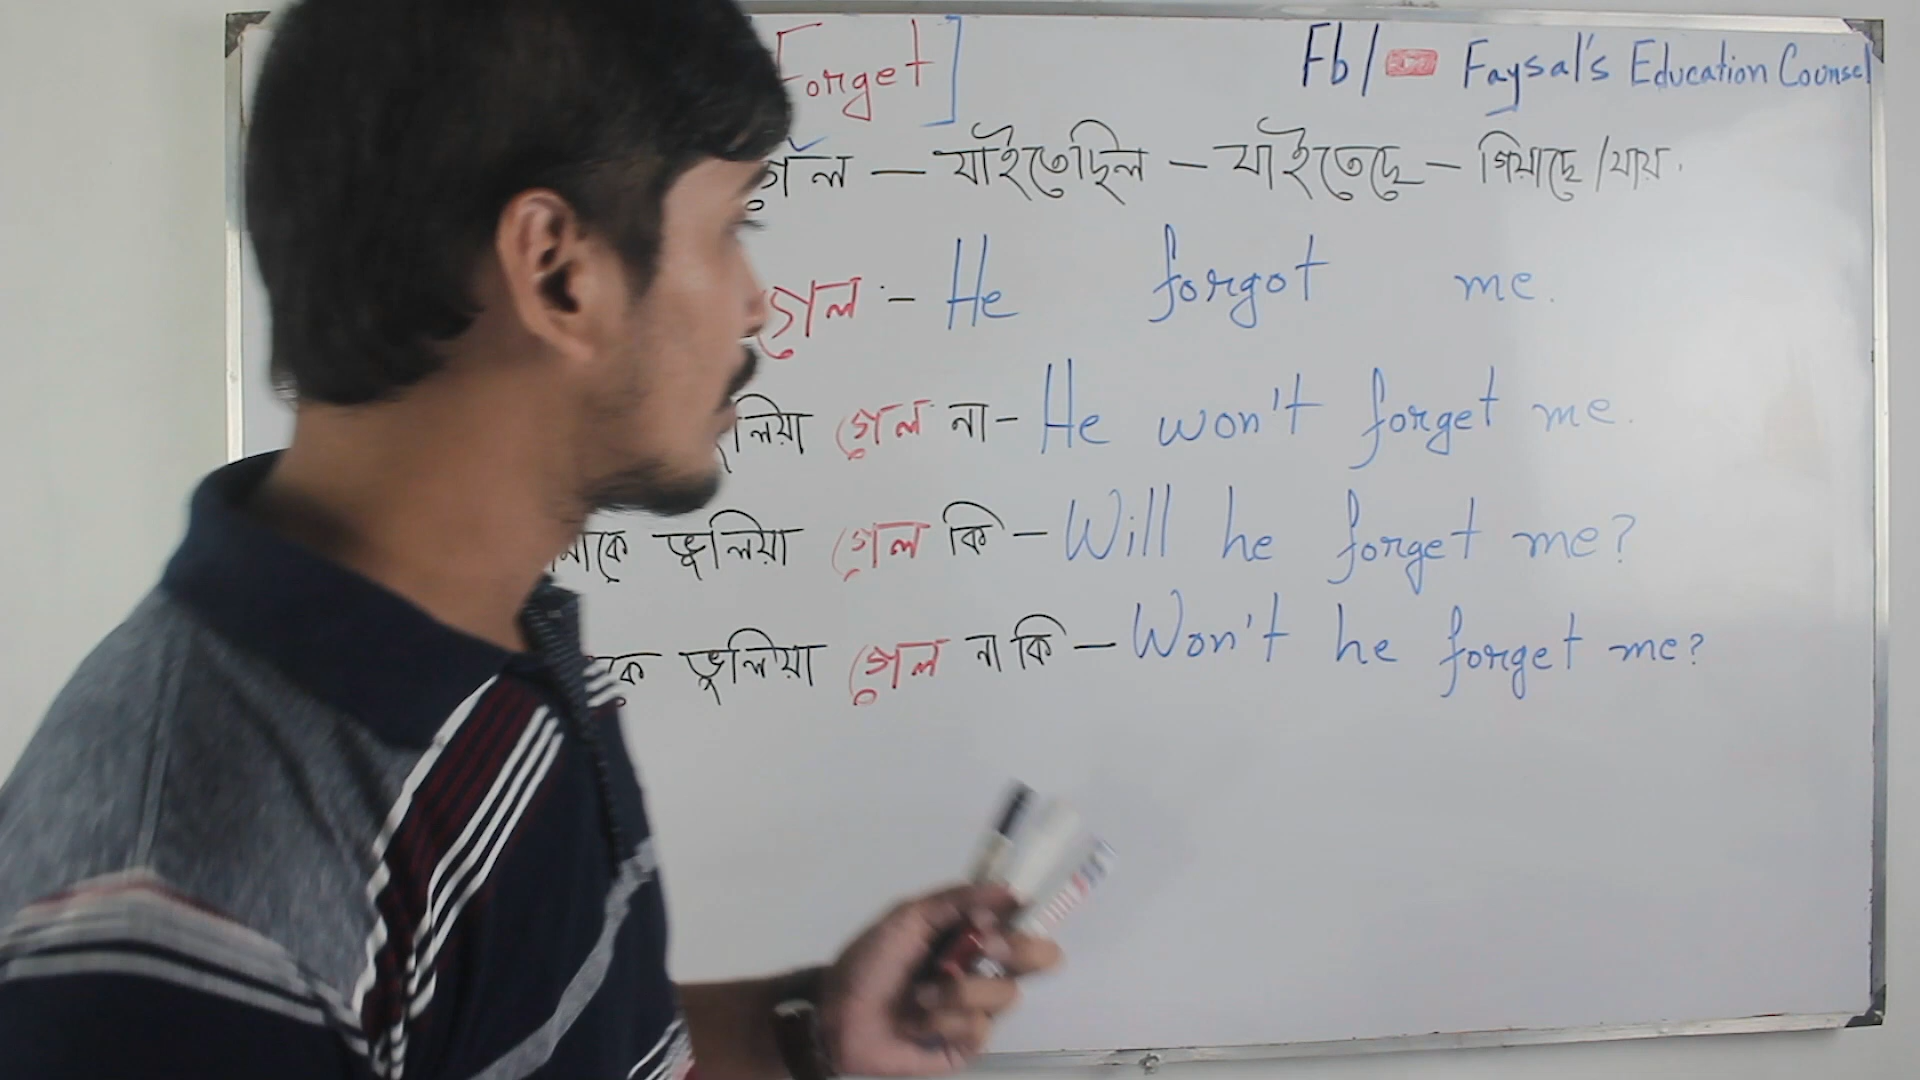 Forget] Fb / Faysal's Education Counsel
গেল — যাইতেছিল — যাইতেছে — গিয়াছে / যায়.
গেল - He forgot me.
গেল না - He won't forget me.
ভুলিয়া গেল কি - Will he forget me?
ভুলিয়া গেল না কি - Won't he forget me?